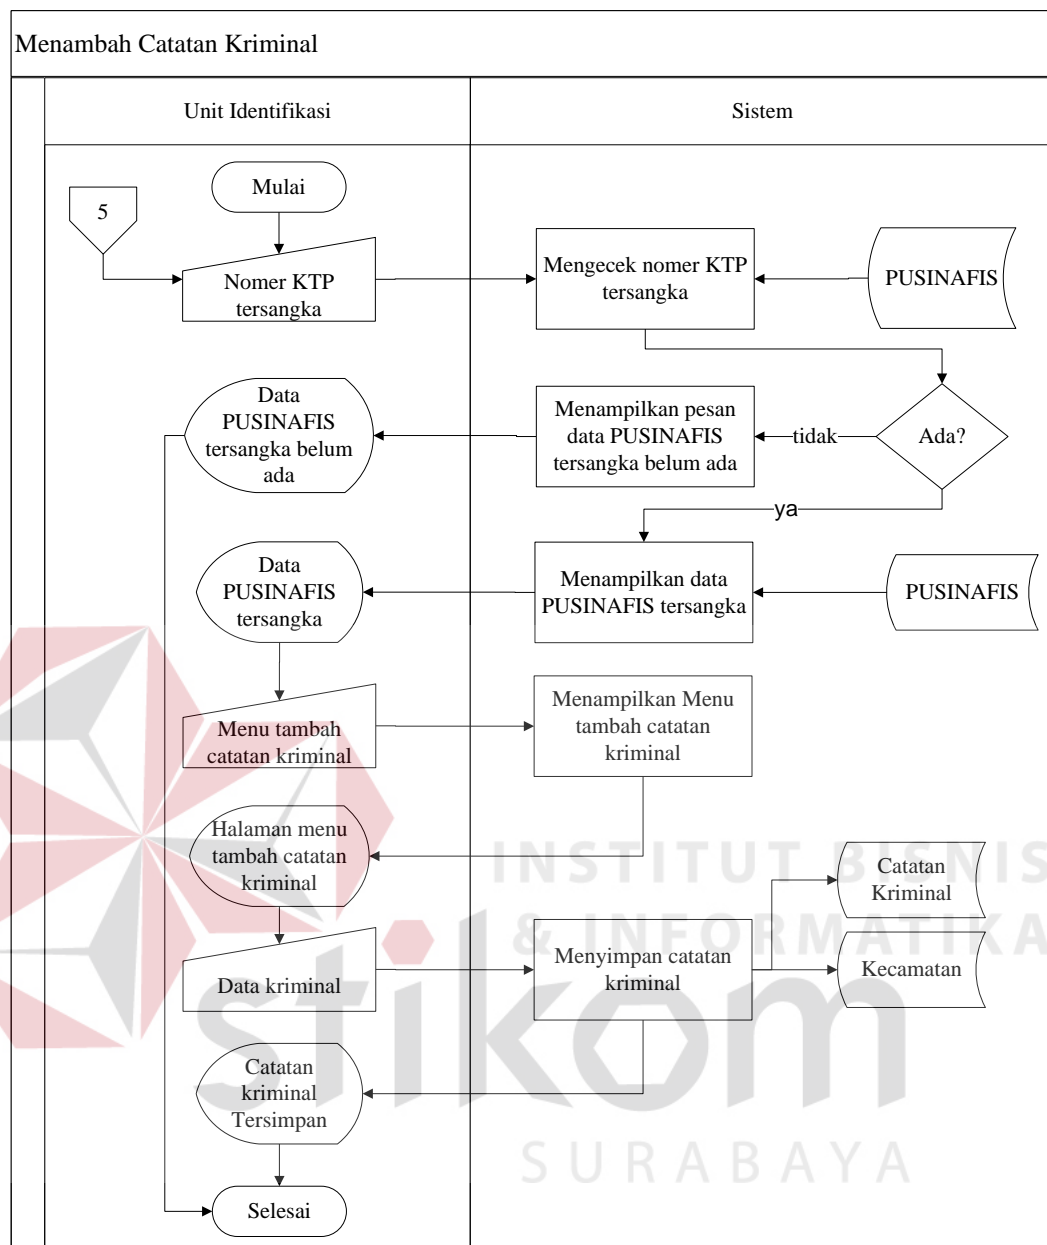 Menambah Catatan Kriminal
Unit Identifikasi
Sistem
5
Mulai
Nomer KTP
tersangka
Mengecek nomer KTP
tersangka
PUSINAFIS
Data
PUSINAFIS
tersangka belum
ada
Menampilkan pesan
data PUSINAFIS
tersangka belum ada
tidak
Ada?
ya
Data
PUSINAFIS
tersangka
Menampilkan data
PUSINAFIS tersangka
PUSINAFIS
Menu tambah
catatan kriminal
Menampilkan Menu
tambah catatan
kriminal
Halaman menu
tambah catatan
kriminal
Catatan
Kriminal
Data kriminal
Menyimpan catatan
kriminal
Kecamatan
Catatan
kriminal
Tersimpan
Selesai
INSTITUT BISNIS
& INFORMATIKA
stikom
SURABAYA